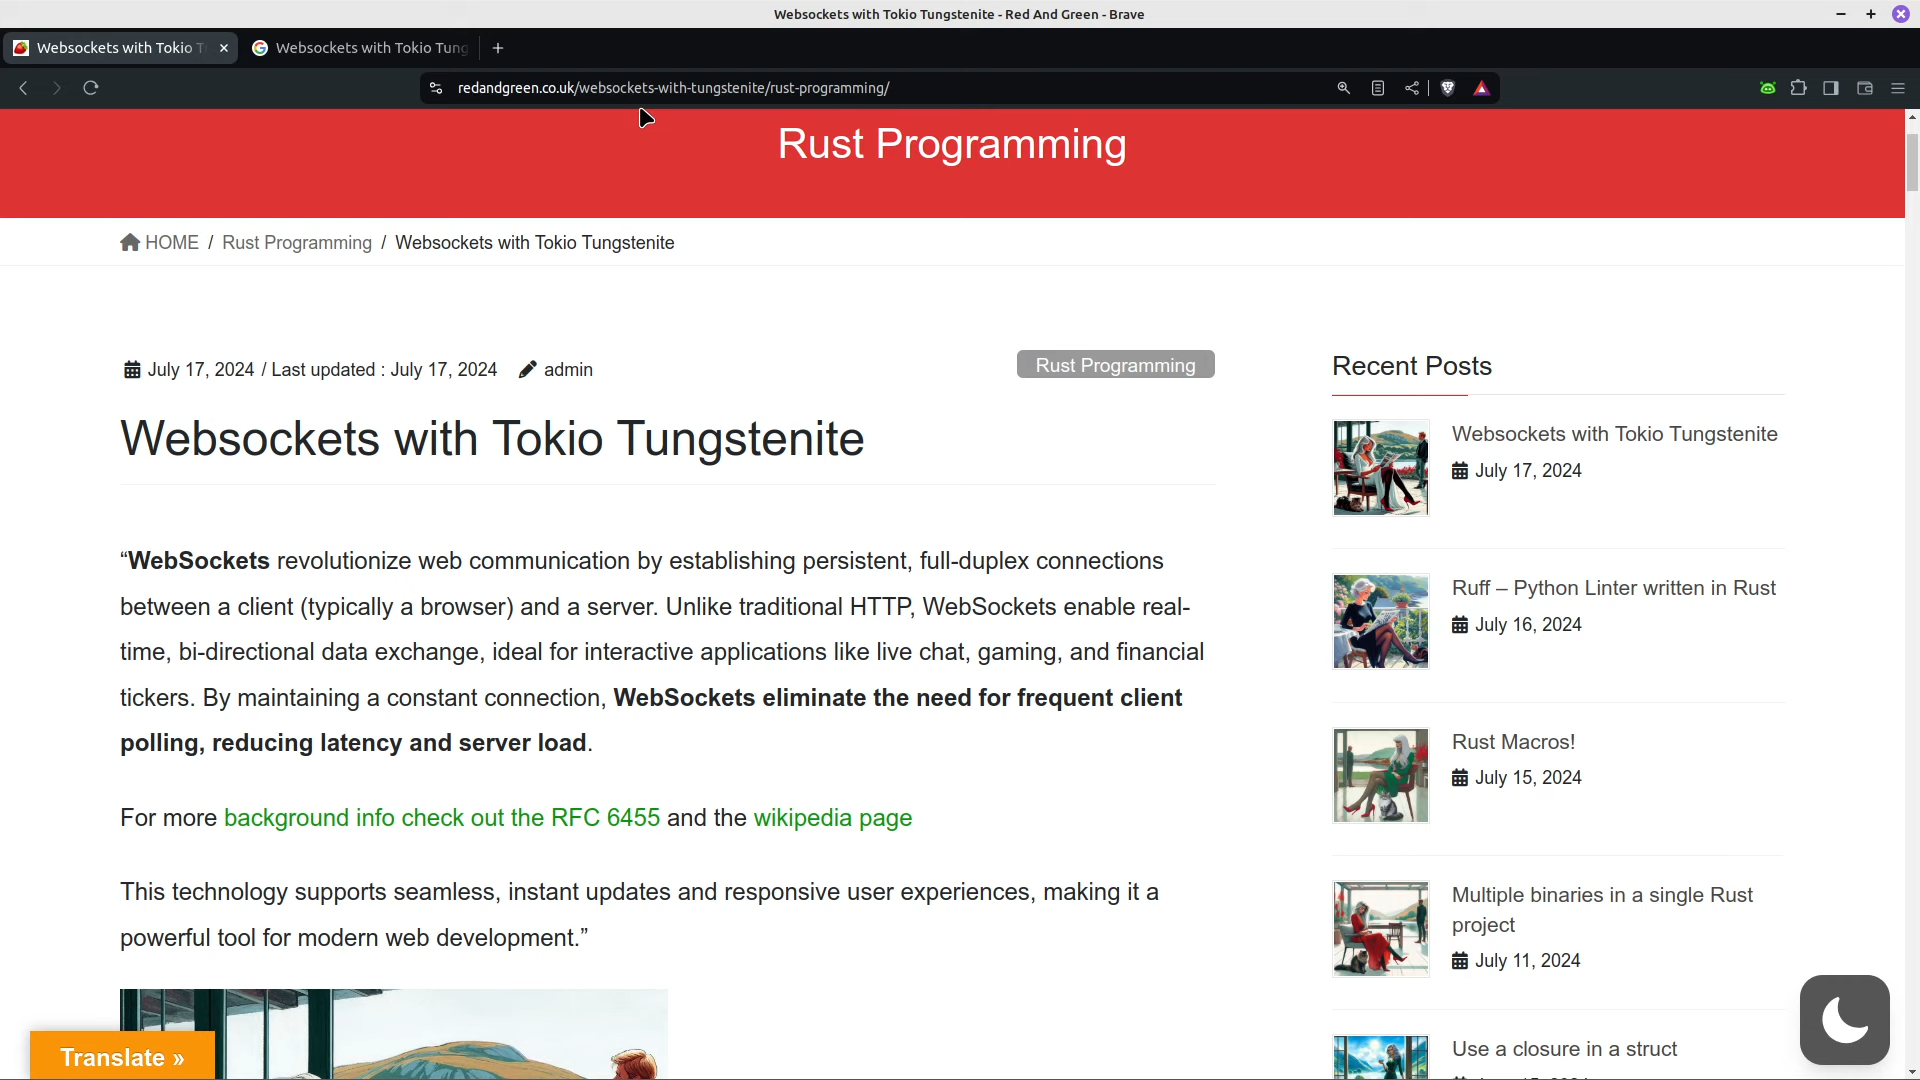 Websockets with Tokio Tungstenite - Red And Green - Brave
Websockets with Tokio T
Websockets with Tokio Tung
redandgreen.co.uk/websockets-with-tungstenite/rust-programming/
Rust Programming
HOME / Rust Programming / Websockets with Tokio Tungstenite
July 17, 2024 / Last updated : July 17, 2024 admin
Rust Programming
Websockets with Tokio Tungstenite
“WebSockets revolutionize web communication by establishing persistent, full-duplex connections
between a client (typically a browser) and a server. Unlike traditional HTTP, WebSockets enable real-
time, bi-directional data exchange, ideal for interactive applications like live chat, gaming, and financial
tickers. By maintaining a constant connection, WebSockets eliminate the need for frequent client
polling, reducing latency and server load.
For more background info check out the RFC 6455 and the wikipedia page
This technology supports seamless, instant updates and responsive user experiences, making it a
powerful tool for modern web development.”
Translate »
Recent Posts
Websockets with Tokio Tungstenite
July 17, 2024
Ruff – Python Linter written in Rust
July 16, 2024
Rust Macros!
July 15, 2024
Multiple binaries in a single Rust
project
July 11, 2024
Use a closure in a struct